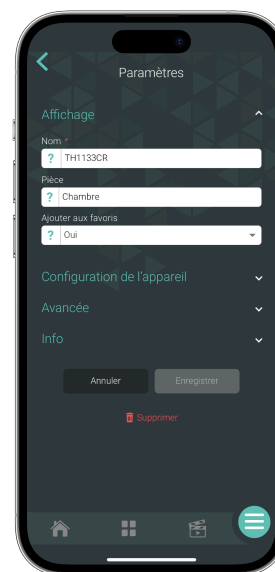 Paramètres
Affichage
Nom *
? TH1133CR
Pièce
? Chambre
Ajouter aux favoris
? Oui
Configuration de l'appareil
Avancée
Info
Annuler Enregistrer
Supprimer